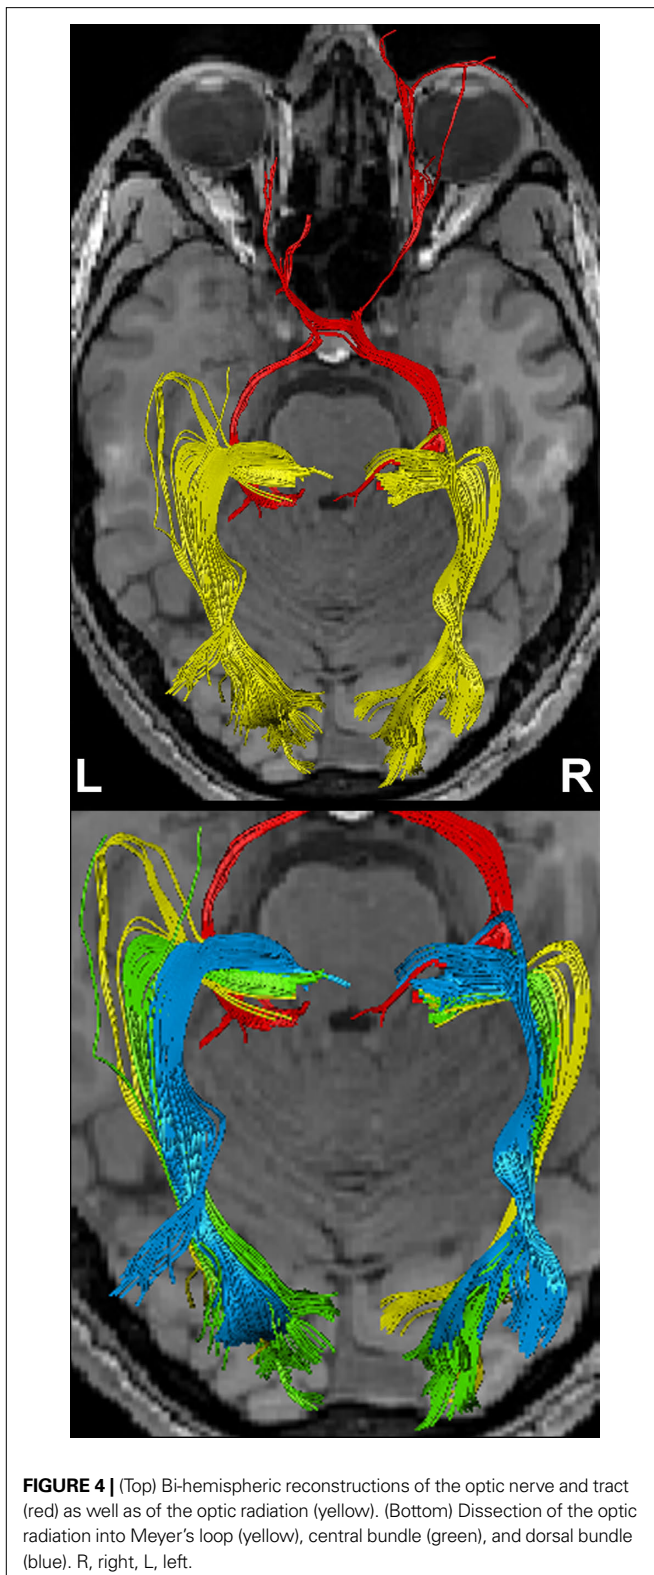 L R
FIGURE 4 | (Top) Bi-hemispheric reconstructions of the optic nerve and tract
(red) as well as of the optic radiation (yellow). (Bottom) Dissection of the optic
radiation into Meyer’s loop (yellow), central bundle (green), and dorsal bundle
(blue). R, right, L, left.